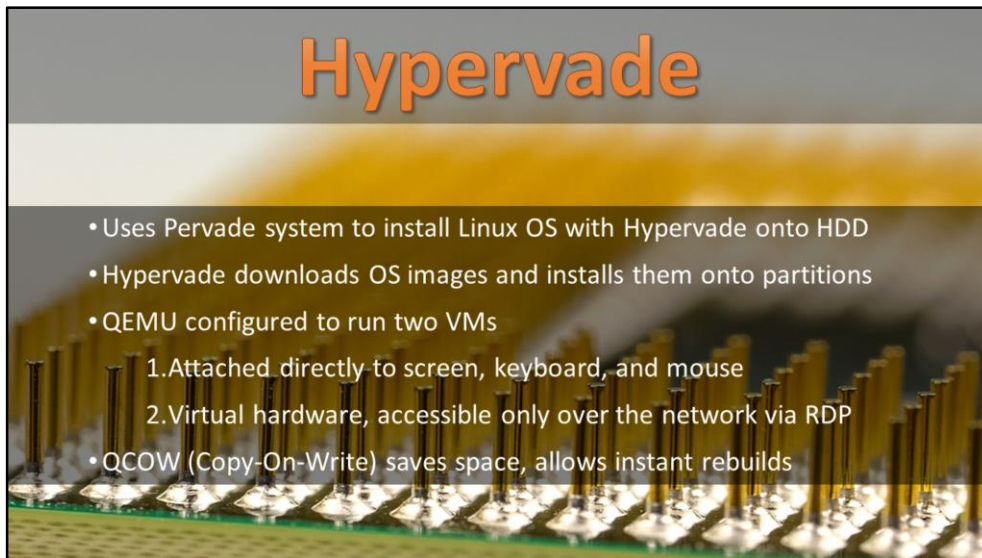 Hypervade
•Uses Pervade system to install Linux OS with Hypervade onto HDD
•Hypervade downloads OS images and installs them onto partitions
•QEMU configured to run two VMs
1.Attached directly to screen, keyboard, and mouse
2.Virtual hardware, accessible only over the network via RDP
•QCOW (Copy-On-Write) saves space, allows instant rebuilds